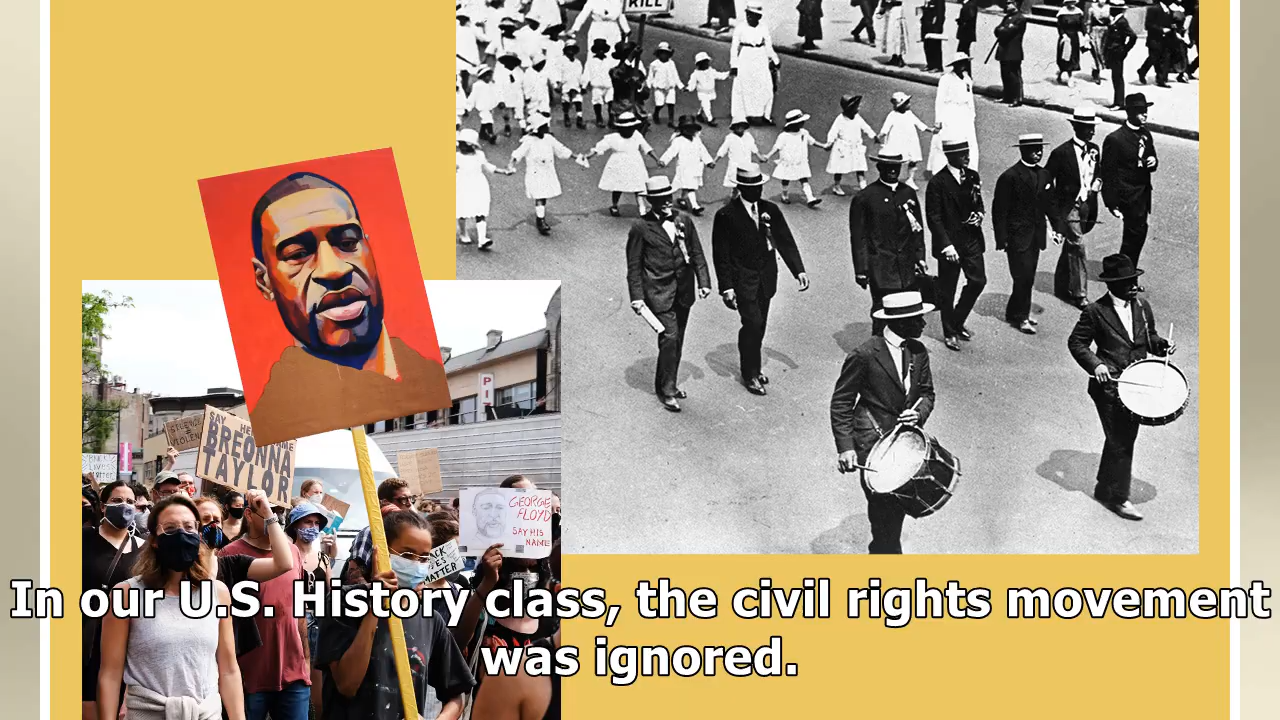 KILL
SAY HER NAME
BREONNA
TAYLOR
GEORGE
FLOYD
SAY HIS
NAME
MATTER
In our U.S. History class, the civil rights movement
was ignored.